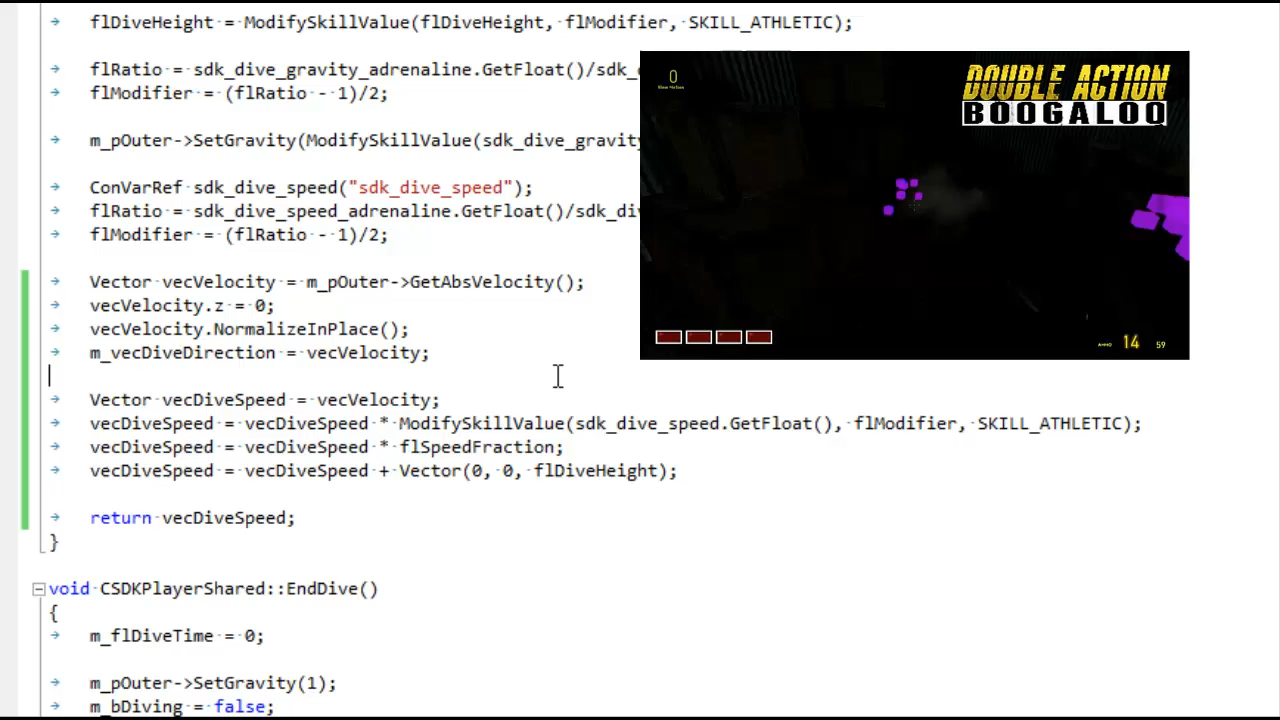 flDiveHeight = ModifySkillValue(flDiveHeight, flModifier, SKILL_ATHLETIC);
flRatio = sdk_dive_gravity_adrenaline.GetFloat()/sdk_
flModifier = (flRatio - 1)/2;
m_pOuter->SetGravity(ModifySkillValue(sdk_dive_gravity
ConVarRef sdk_dive_speed("sdk_dive_speed");
flRatio = sdk_dive_speed_adrenaline.GetFloat()/sdk_di
flModifier = (flRatio - 1)/2;
Vector vecVelocity = m_pOuter->GetAbsVelocity();
vecVelocity.z = 0;
vecVelocity.NormalizeInPlace();
m_vecDiveDirection = vecVelocity;
Vector vecDiveSpeed = vecVelocity;
vecDiveSpeed = vecDiveSpeed * ModifySkillValue(sdk_dive_speed.GetFloat(), flModifier, SKILL_ATHLETIC);
vecDiveSpeed = vecDiveSpeed * flSpeedFraction;
vecDiveSpeed = vecDiveSpeed + Vector(0, 0, flDiveHeight);
return vecDiveSpeed;
}
void CSDKPlayerShared::EndDive()
{
m_flDiveTime = 0;
m_pOuter->SetGravity(1);
m_bDiving = false;
0
DOUBLE ACTION
BOOGALOO
AMMO 14 59